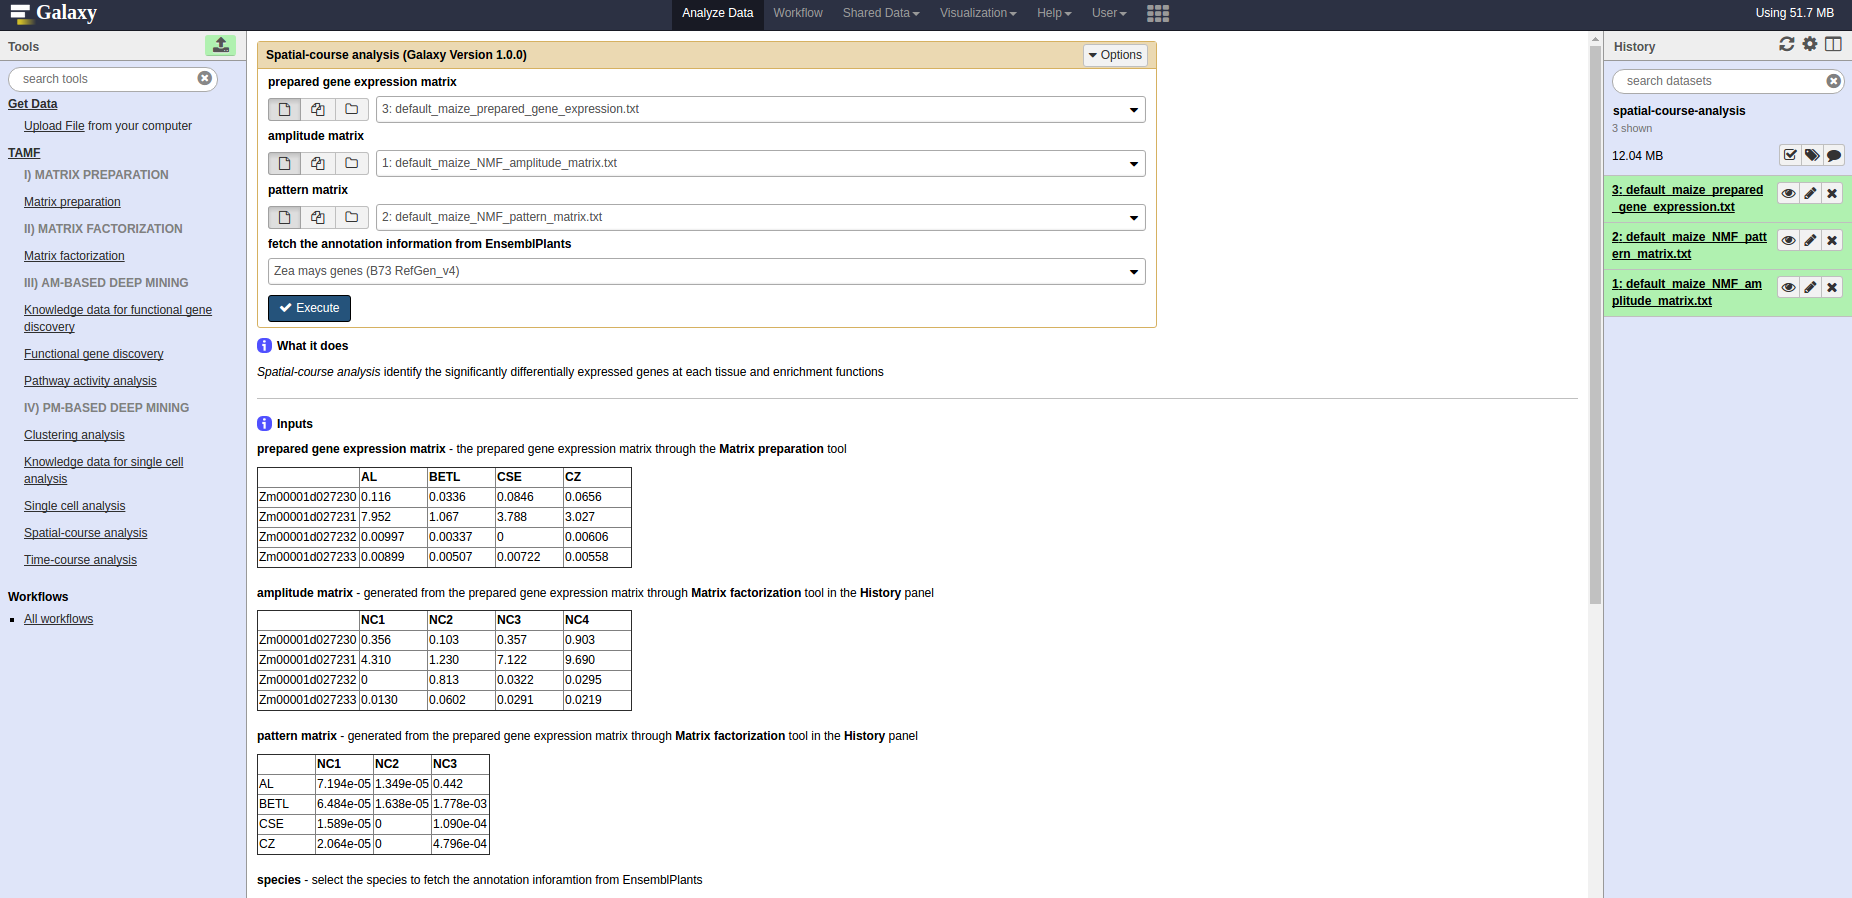 Galaxy
Analyze Data Workflow Shared Data Visualization Help User
Using 51.7 MB
Tools
search tools
Get Data
Upload File from your computer
TAMF
I) MATRIX PREPARATION
Matrix preparation
II) MATRIX FACTORIZATION
Matrix factorization
III) AM-BASED DEEP MINING
Knowledge data for functional gene
discovery
Functional gene discovery
Pathway activity analysis
IV) PM-BASED DEEP MINING
Clustering analysis
Knowledge data for single cell
analysis
Single cell analysis
Spatial-course analysis
Time-course analysis
Workflows
All workflows
Spatial-course analysis (Galaxy Version 1.0.0)
Options
prepared gene expression matrix
3: default_maize_prepared_gene_expression.txt
amplitude matrix
1: default_maize_NMF_amplitude_matrix.txt
pattern matrix
2: default_maize_NMF_pattern_matrix.txt
fetch the annotation information from EnsemblPlants
Zea mays genes (B73 RefGen_v4)
Execute
What it does
Spatial-course analysis identify the significantly differentially expressed genes at each tissue and enrichment functions
Inputs
prepared gene expression matrix - the prepared gene expression matrix through the Matrix preparation tool
AL BETL CSE CZ
Zm00001d027230 0.116 0.0336 0.0846 0.0656
Zm00001d027231 7.952 1.067 3.788 3.027
Zm00001d027232 0.00997 0.00337 0 0.00606
Zm00001d027233 0.00899 0.00507 0.00722 0.00558
amplitude matrix - generated from the prepared gene expression matrix through Matrix factorization tool in the History panel
NC1 NC2 NC3 NC4
Zm00001d027230 0.356 0.103 0.357 0.903
Zm00001d027231 4.310 1.230 7.122 9.690
Zm00001d027232 0 0.813 0.0322 0.0295
Zm00001d027233 0.0130 0.0602 0.0291 0.0219
pattern matrix - generated from the prepared gene expression matrix through Matrix factorization tool in the History panel
NC1 NC2 NC3
AL 7.194e-05 1.349e-05 0.442
BETL 6.484e-05 1.638e-05 1.778e-03
CSE 1.589e-05 0 1.090e-04
CZ 2.064e-05 0 4.796e-04
species - select the species to fetch the annotation inforamtion from EnsemblPlants
History
search datasets
spatial-course-analysis
3 shown
12.04 MB
3: default_maize_prepared
_gene_expression.txt
2: default_maize_NMF_patt
ern_matrix.txt
1: default_maize_NMF_am
plitude_matrix.txt